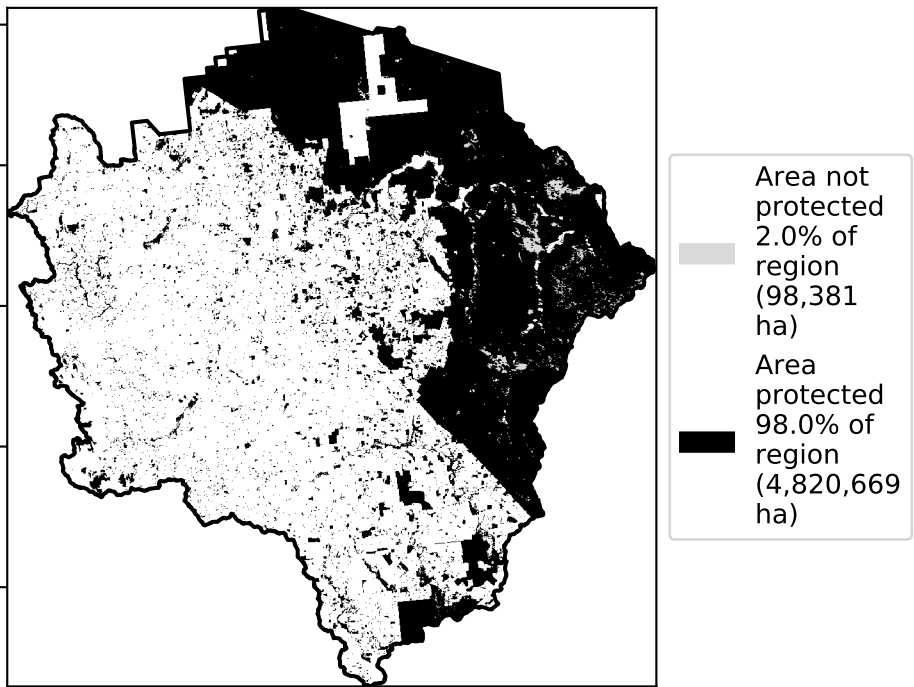 Area not
protected
2.0% of
region
(98,381
ha)
Area
protected
98.0% of
region
(4,820,669
ha)